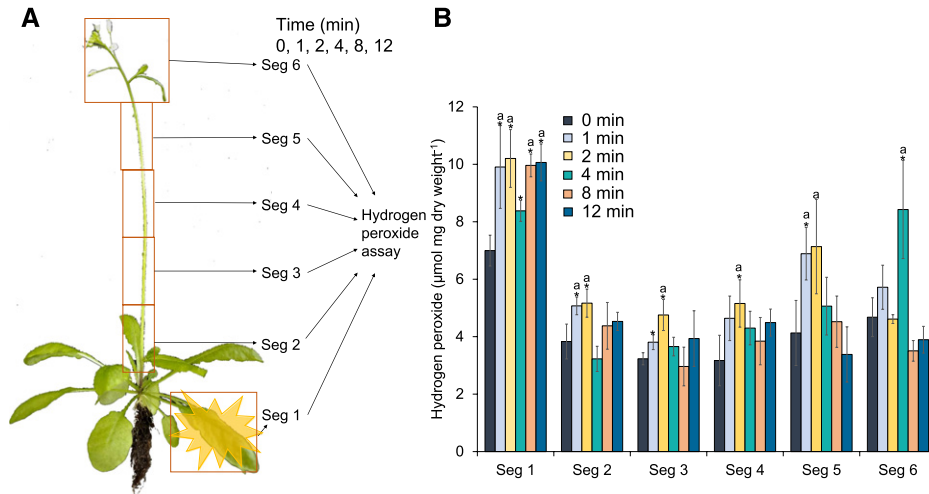 A
Time (min)
0, 1, 2, 4, 8, 12
Seg 6
Seg 5
Seg 4
Seg 3
Seg 2
Seg 1
Hydrogen
peroxide
assay
B
Hydrogen peroxide (µmol mg dry weight⁻¹)
12
10
8
6
4
2
0
0 min
1 min
2 min
4 min
8 min
12 min
a a * a a
* * * *
a a
* *
a
* *
a
*
a a
*
a
*
Seg 1 Seg 2 Seg 3 Seg 4 Seg 5 Seg 6